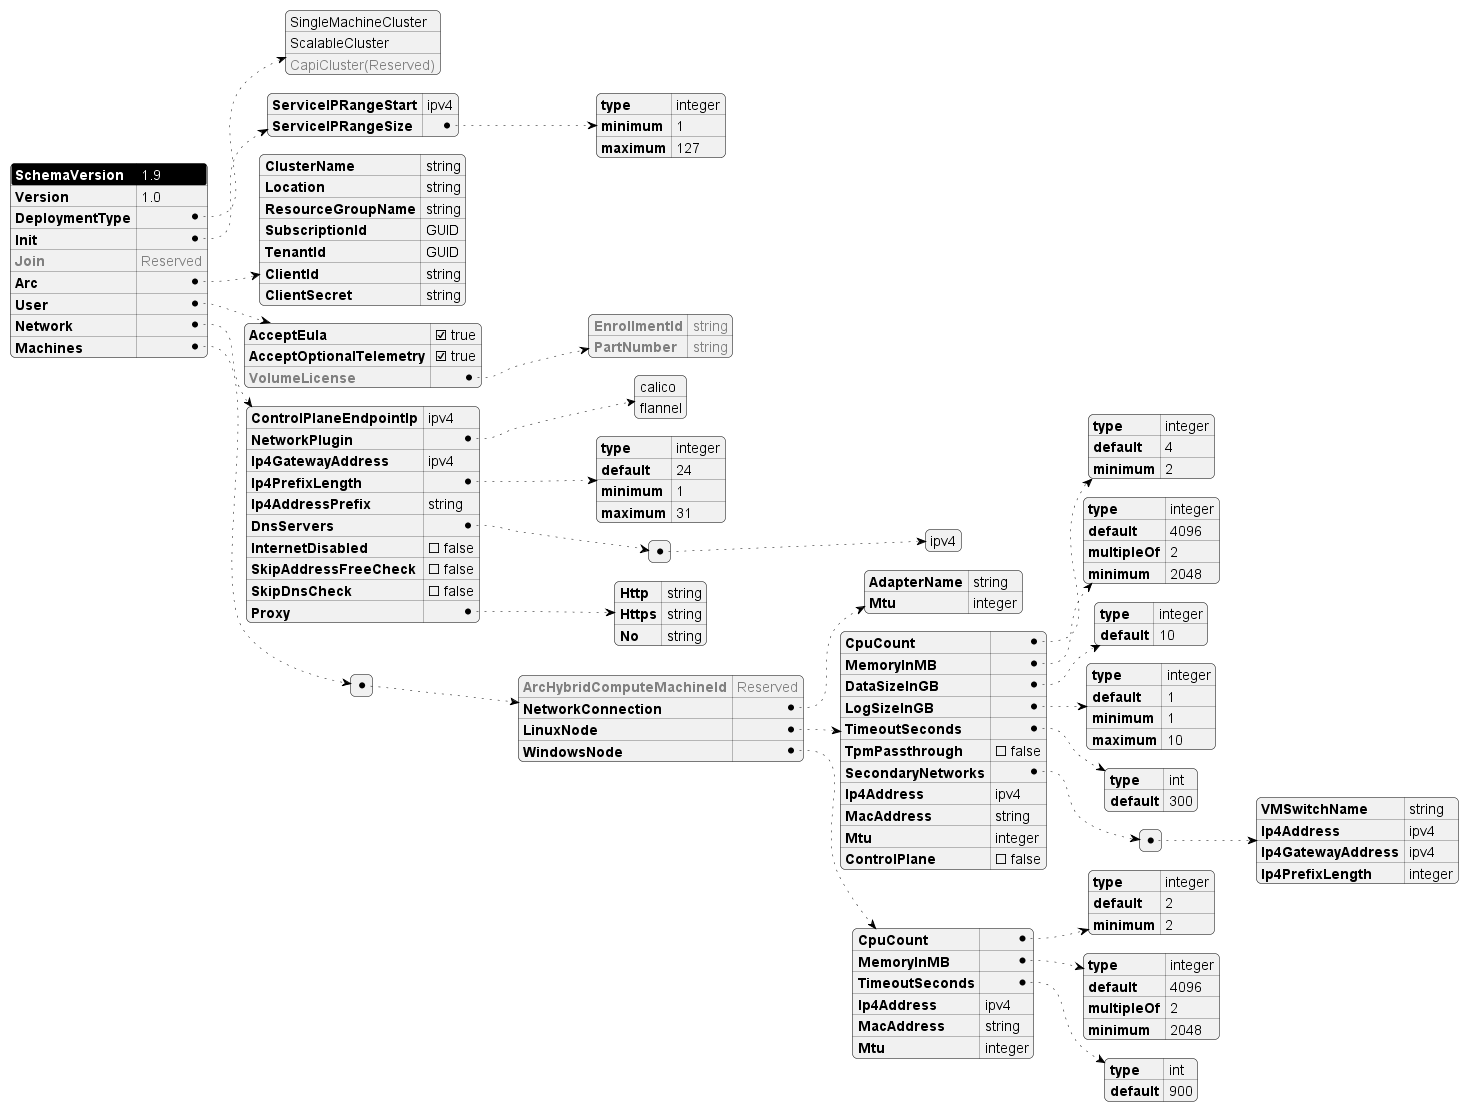 SingleMachineCluster
ScalableCluster
CapiCluster(Reserved)
ServiceIPRangeStart ipv4
ServiceIPRangeSize
type integer
minimum 1
maximum 127
SchemaVersion 1.9
Version 1.0
DeploymentType
Init
Join Reserved
Arc
User
Network
Machines
ClusterName string
Location string
ResourceGroupName string
SubscriptionId GUID
TenantId GUID
ClientId string
ClientSecret string
AcceptEula ☑ true
AcceptOptionalTelemetry ☑ true
VolumeLicense
EnrollmentId string
PartNumber string
ControlPlaneEndpointIp ipv4
NetworkPlugin
Ip4GatewayAddress ipv4
Ip4PrefixLength
Ip4AddressPrefix string
DnsServers
InternetDisabled ☐ false
SkipAddressFreeCheck ☐ false
SkipDnsCheck ☐ false
Proxy
calico
flannel
type integer
default 24
minimum 1
maximum 31
ipv4
Http string
Https string
No string
ArcHybridComputeMachineId Reserved
NetworkConnection
LinuxNode
WindowsNode
AdapterName string
Mtu integer
CpuCount
MemoryInMB
DataSizeInGB
LogSizeInGB
TimeoutSeconds
TpmPassthrough ☐ false
SecondaryNetworks
Ip4Address ipv4
MacAddress string
Mtu integer
ControlPlane ☐ false
type integer
default 4
minimum 2
type integer
default 4096
multipleOf 2
minimum 2048
type integer
default 10
type integer
default 1
minimum 1
maximum 10
type int
default 300
VMSwitchName string
Ip4Address ipv4
Ip4GatewayAddress ipv4
Ip4PrefixLength integer
CpuCount
MemoryInMB
TimeoutSeconds
Ip4Address ipv4
MacAddress string
Mtu integer
type integer
default 2
minimum 2
type integer
default 4096
multipleOf 2
minimum 2048
type int
default 900